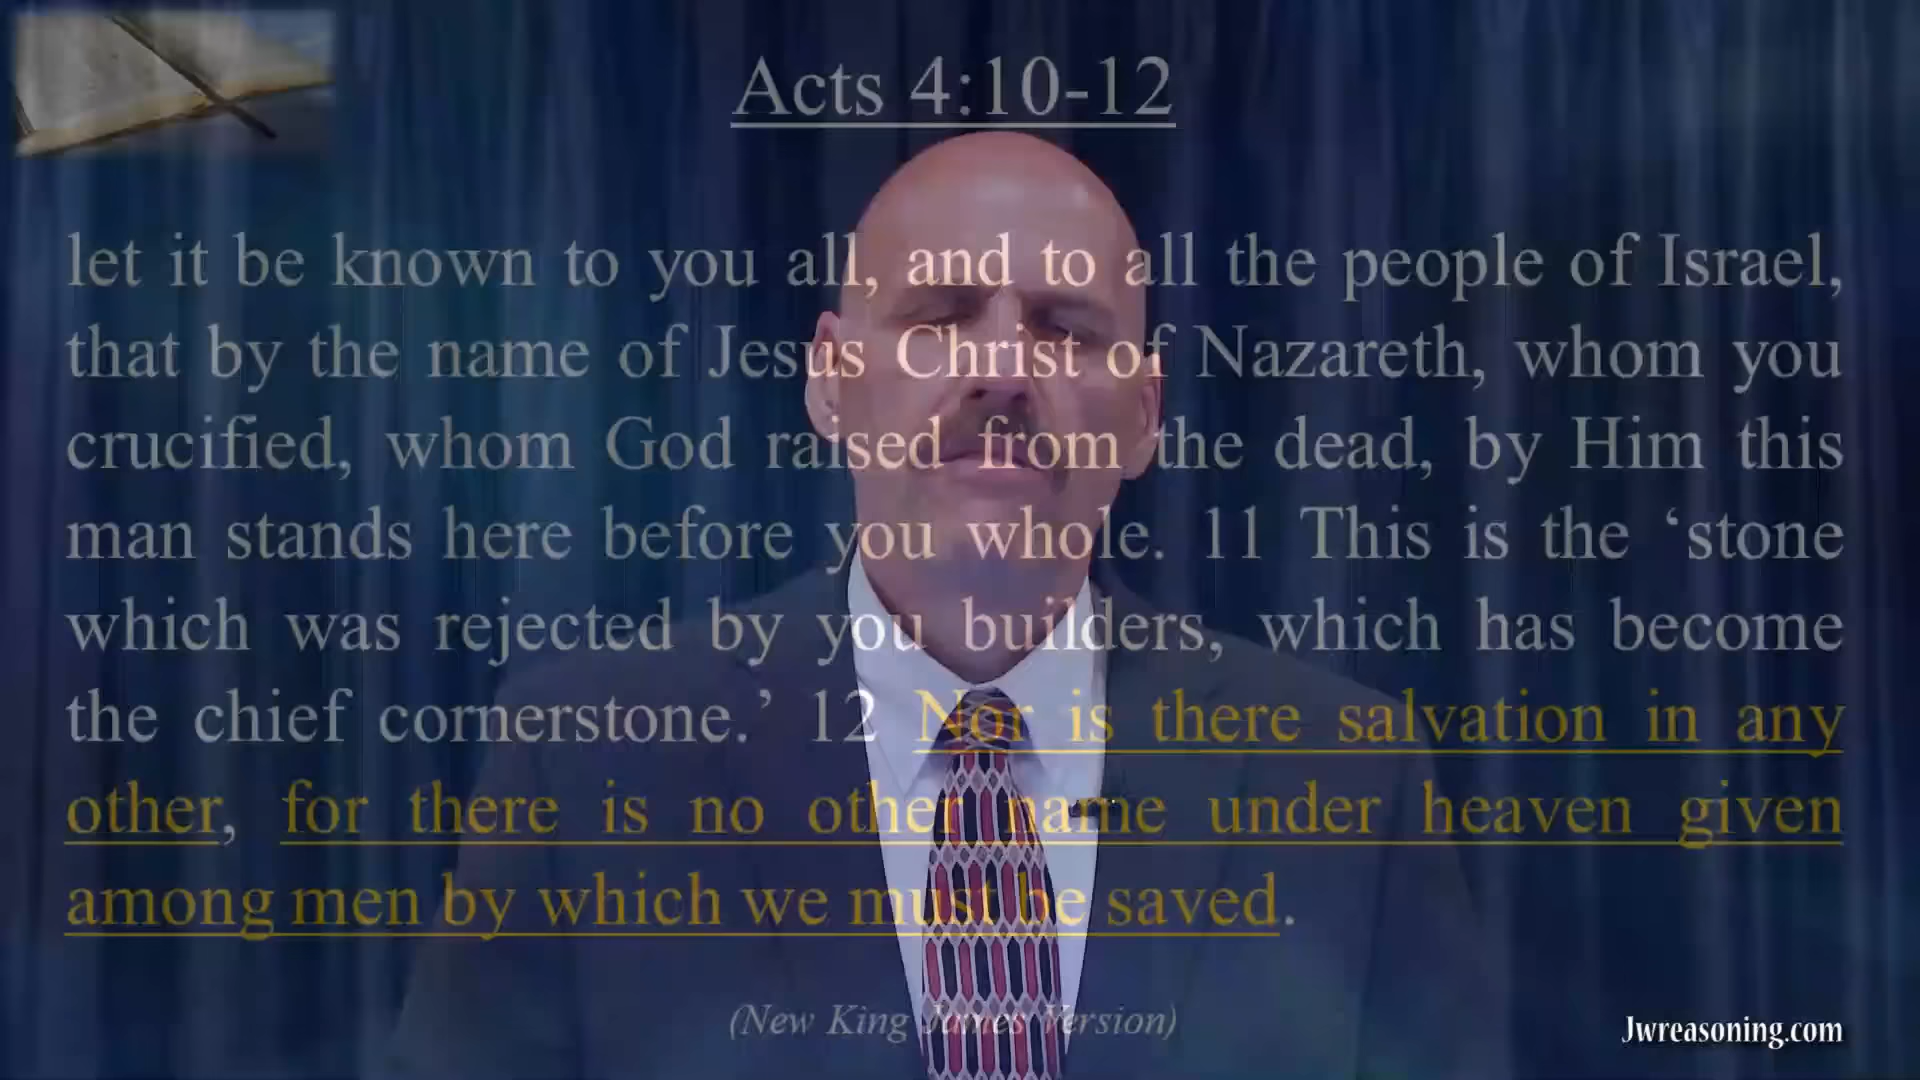 Acts 4:10-12
let it be known to you all, and to all the people of Israel,
that by the name of Jesus Christ of Nazareth, whom you
crucified, whom God raised from the dead, by Him this
man stands here before you whole. 11 This is the ‘stone
which was rejected by you builders, which has become
the chief cornerstone.’ 12 Nor is there salvation in any
other, for there is no other name under heaven given
among men by which we must be saved.
(New King James Version)
Jwreasoning.com